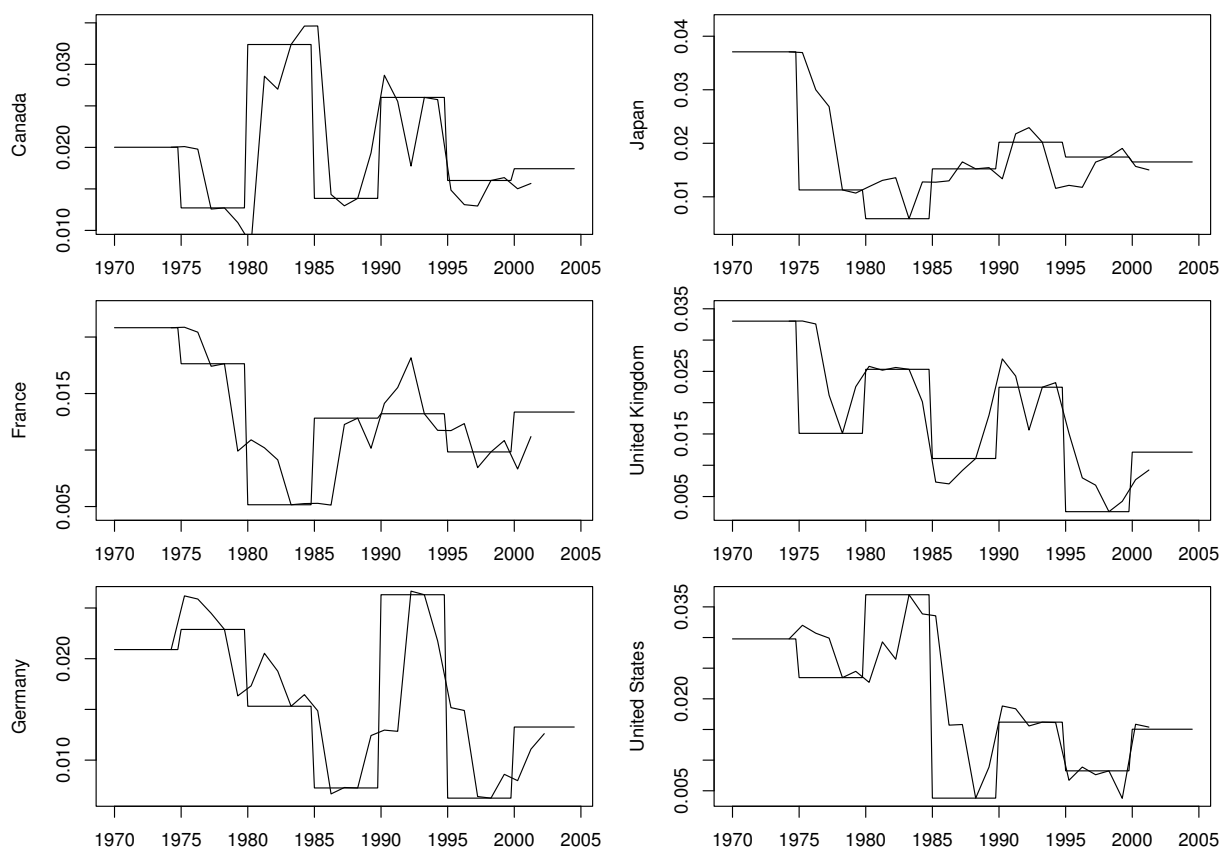 Canada
0.010 0.020 0.030
1970 1975 1980 1985 1990 1995 2000 2005
Japan
0.01 0.02 0.03 0.04
1970 1975 1980 1985 1990 1995 2000 2005
France
0.005 0.015
1970 1975 1980 1985 1990 1995 2000 2005
United Kingdom
0.005 0.015 0.025 0.035
1970 1975 1980 1985 1990 1995 2000 2005
Germany
0.010 0.020
1970 1975 1980 1985 1990 1995 2000 2005
United States
0.005 0.020 0.035
1970 1975 1980 1985 1990 1995 2000 2005